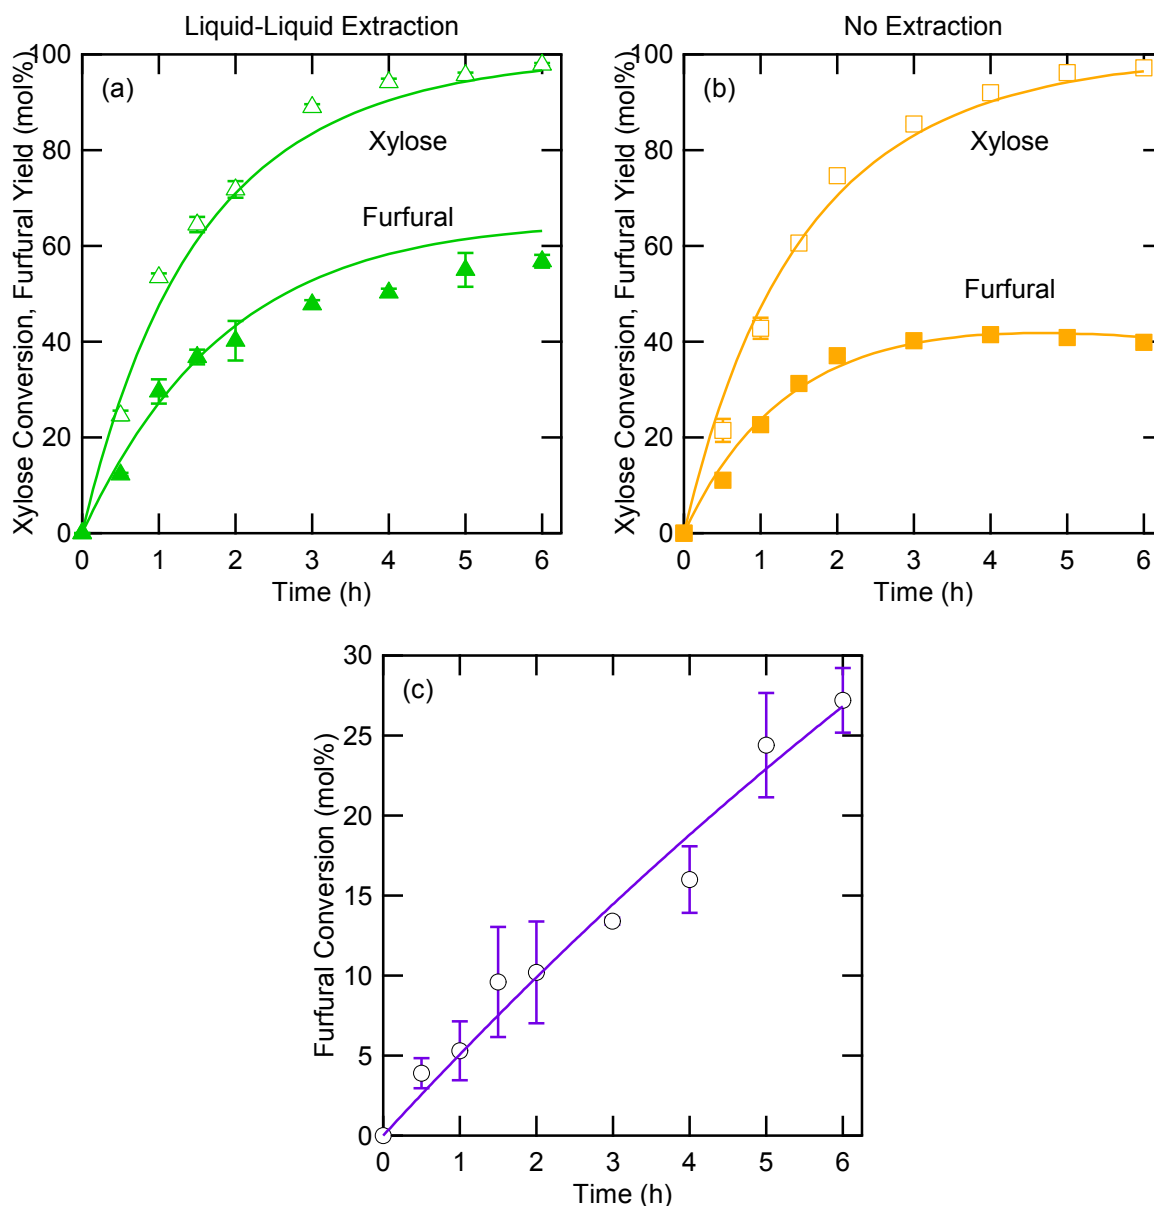 Liquid-Liquid Extraction
No Extraction
Xylose Conversion, Furfural Yield (mol%)
100
80
60
40
20
0
(a)
Xylose
Furfural
0 1 2 3 4 5 6
Time (h)
Xylose Conversion, Furfural Yield (mol%)
100
80
60
40
20
0
(b)
Xylose
Furfural
0 1 2 3 4 5 6
Time (h)
Furfural Conversion (mol%)
30
25
20
15
10
5
0
(c)
0 1 2 3 4 5 6
Time (h)